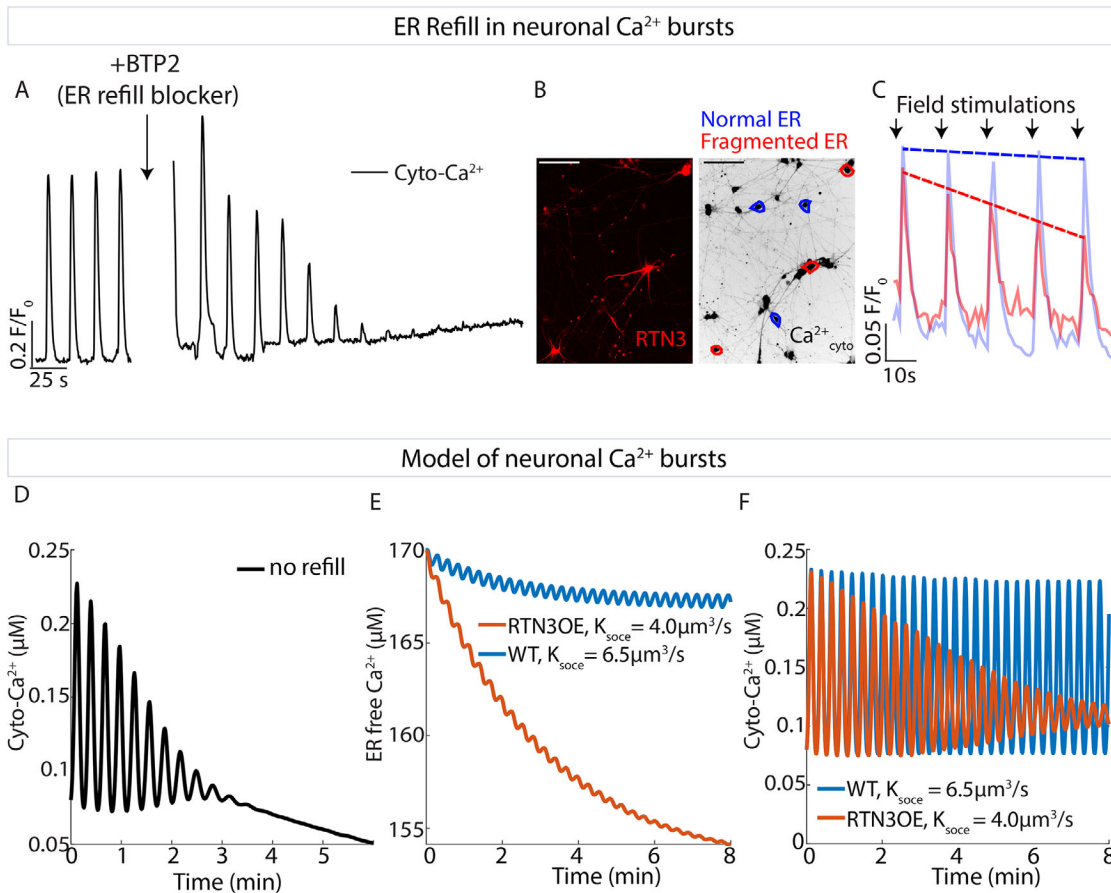 ER Refill in neuronal Ca²⁺ bursts
A
+BTP2
(ER refill blocker)
Cyto-Ca²⁺
0.2 F/F₀
25 s
B
Normal ER
Fragmented ER
RTN3
Ca²⁺cyto
C
Field stimulations
0.05 F/F₀
10s
Model of neuronal Ca²⁺ bursts
D
no refill
Cyto-Ca²⁺ (µM)
0.25
0.2
0.15
0.1
0.05
0 1 2 3 4 5
Time (min)
E
ER free Ca²⁺ (µM)
170
165
160
155
RTN3OE, Ksoce = 4.0µm³/s
WT, Ksoce = 6.5µm³/s
0 2 4 6 8
Time (min)
F
Cyto-Ca²⁺ (µM)
0.25
0.2
0.15
0.1
0.05
0
WT, Ksoce = 6.5µm³/s
RTN3OE, Ksoce = 4.0µm³/s
0 2 4 6 8
Time (min)